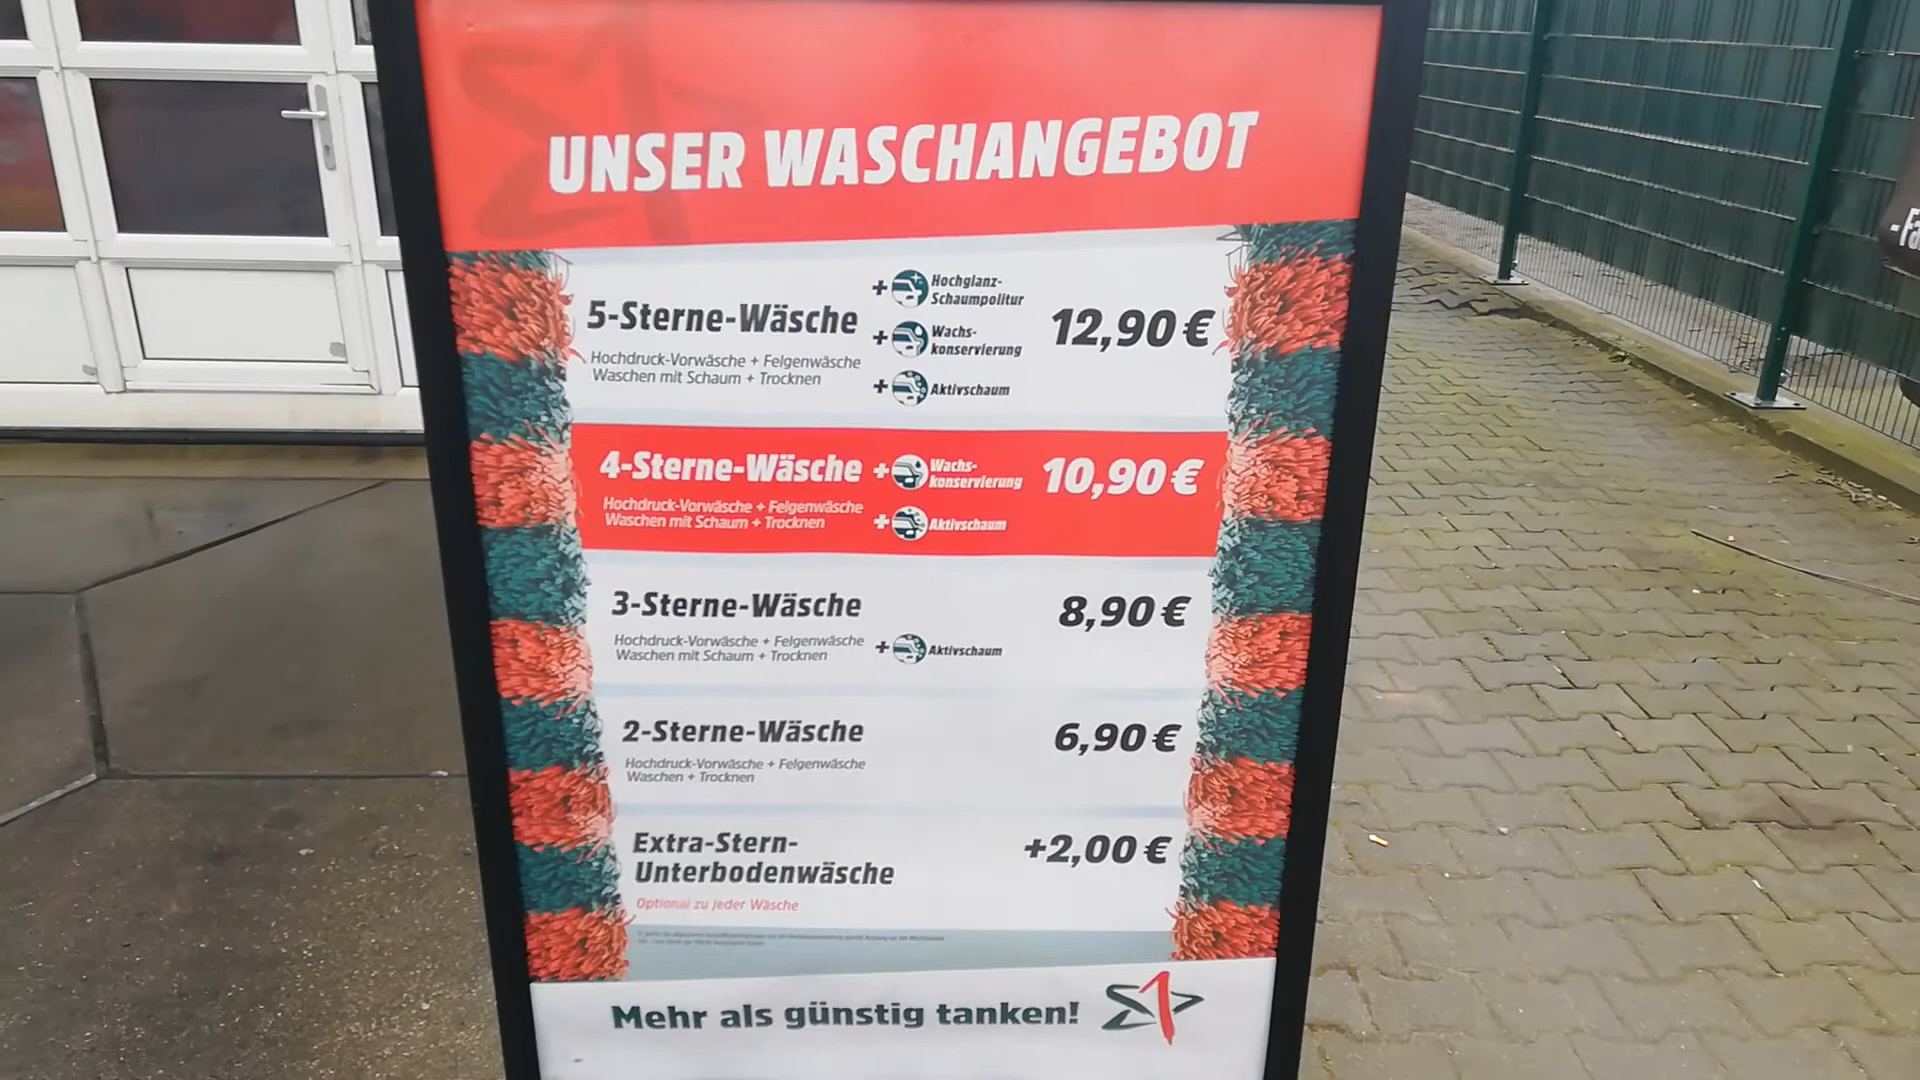 UNSER WASCHANGEBOT
5-Sterne-Wäsche
Hochdruck-Vorwäsche + Felgenwäsche
Waschen mit Schaum + Trocknen
+ Hochglanz-
Schaumpolitur
+ Wachs-
konservierung
+ Aktivschaum
12,90 €
4-Sterne-Wäsche
Hochdruck-Vorwäsche + Felgenwäsche
Waschen mit Schaum + Trocknen
+ Wachs-
konservierung
+ Aktivschaum
10,90 €
3-Sterne-Wäsche
Hochdruck-Vorwäsche + Felgenwäsche
Waschen mit Schaum + Trocknen
+ Aktivschaum
8,90 €
2-Sterne-Wäsche
Hochdruck-Vorwäsche + Felgenwäsche
Waschen + Trocknen
6,90 €
Extra-Stern-
Unterbodenwäsche
Optional zu jeder Wäsche
+2,00 €
Mehr als günstig tanken!